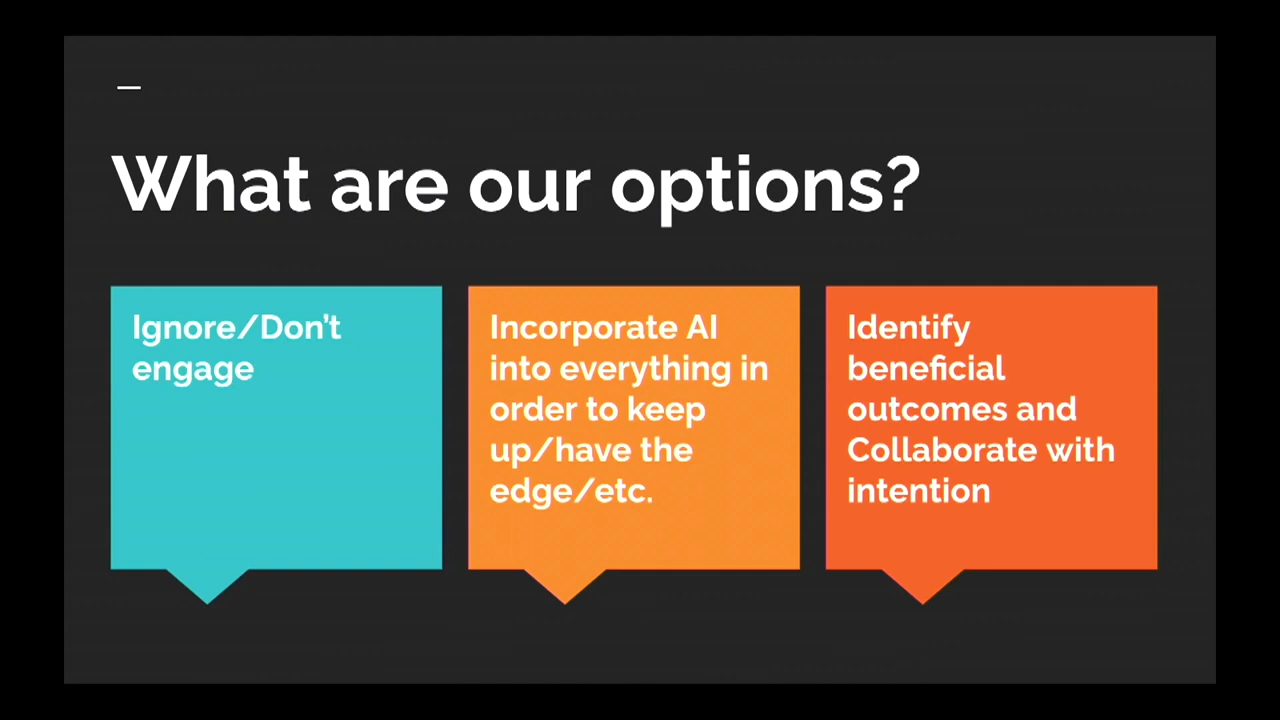 What are our options?
Ignore/Don't
engage
Incorporate AI
into everything in
order to keep
up/have the
edge/etc.
Identify
beneficial
outcomes and
Collaborate with
intention